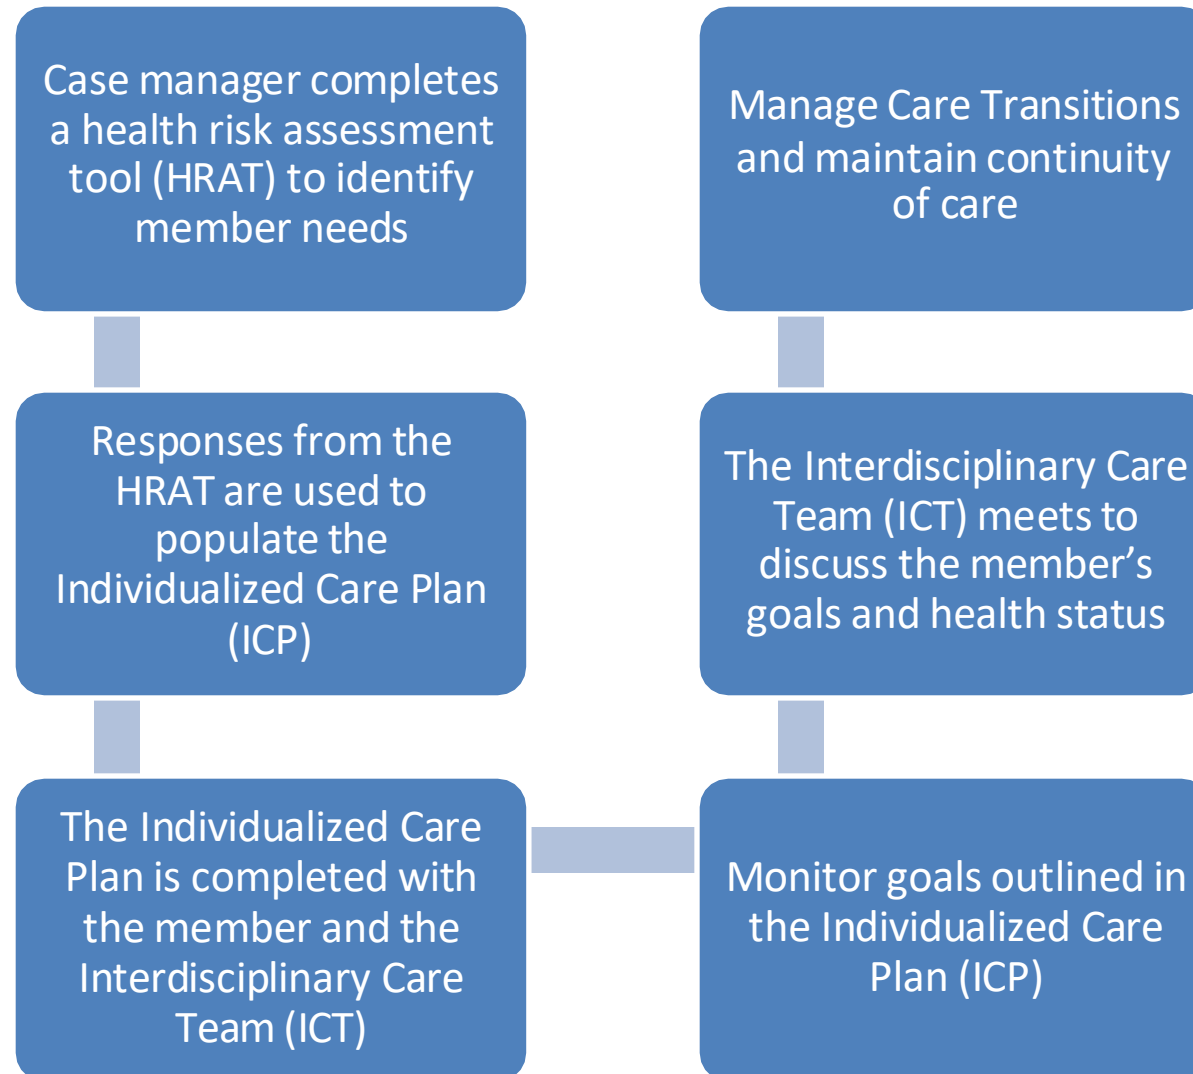 Case manager completes
a health risk assessment
tool (HRAT) to identify
member needs
Responses from the
HRAT are used to
populate the
Individualized Care Plan
(ICP)
The Individualized Care
Plan is completed with
the member and the
Interdisciplinary Care
Team (ICT)
Monitor goals outlined in
the Individualized Care
Plan (ICP)
The Interdisciplinary Care
Team (ICT) meets to
discuss the member’s
goals and health status
Manage Care Transitions
and maintain continuity
of care